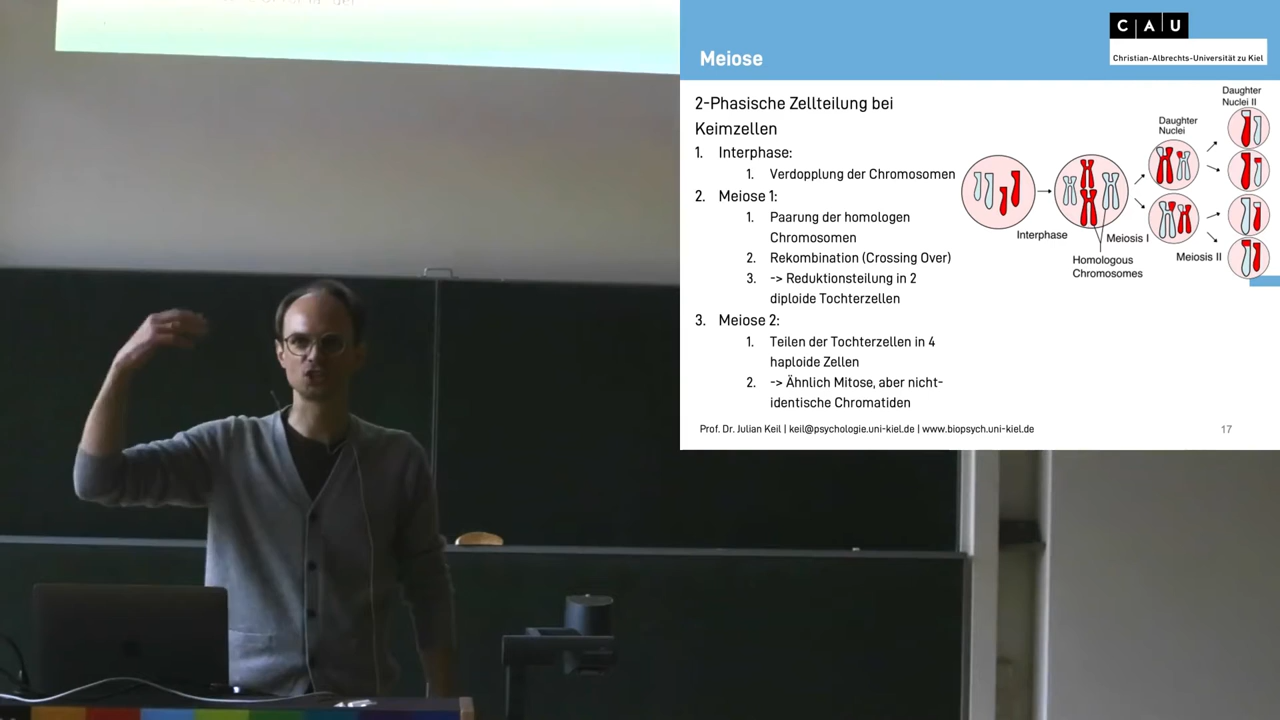 Meiose
CAU
Christian-Albrechts-Universität zu Kiel
2-Phasische Zellteilung bei
Keimzellen
1. Interphase:
1. Verdopplung der Chromosomen
2. Meiose 1:
1. Paarung der homologen
Chromosomen
2. Rekombination (Crossing Over)
3. -> Reduktionsteilung in 2
diploide Tochterzellen
3. Meiose 2:
1. Teilen der Tochterzellen in 4
haploide Zellen
2. -> Ähnlich Mitose, aber nicht-
identische Chromatiden
Interphase
Meiosis I
Homologous
Chromosomes
Daughter
Nuclei
Meiosis II
Daughter
Nuclei II
Prof. Dr. Julian Keil | keil@psychologie.uni-kiel.de | www.biopsych.uni-kiel.de
17